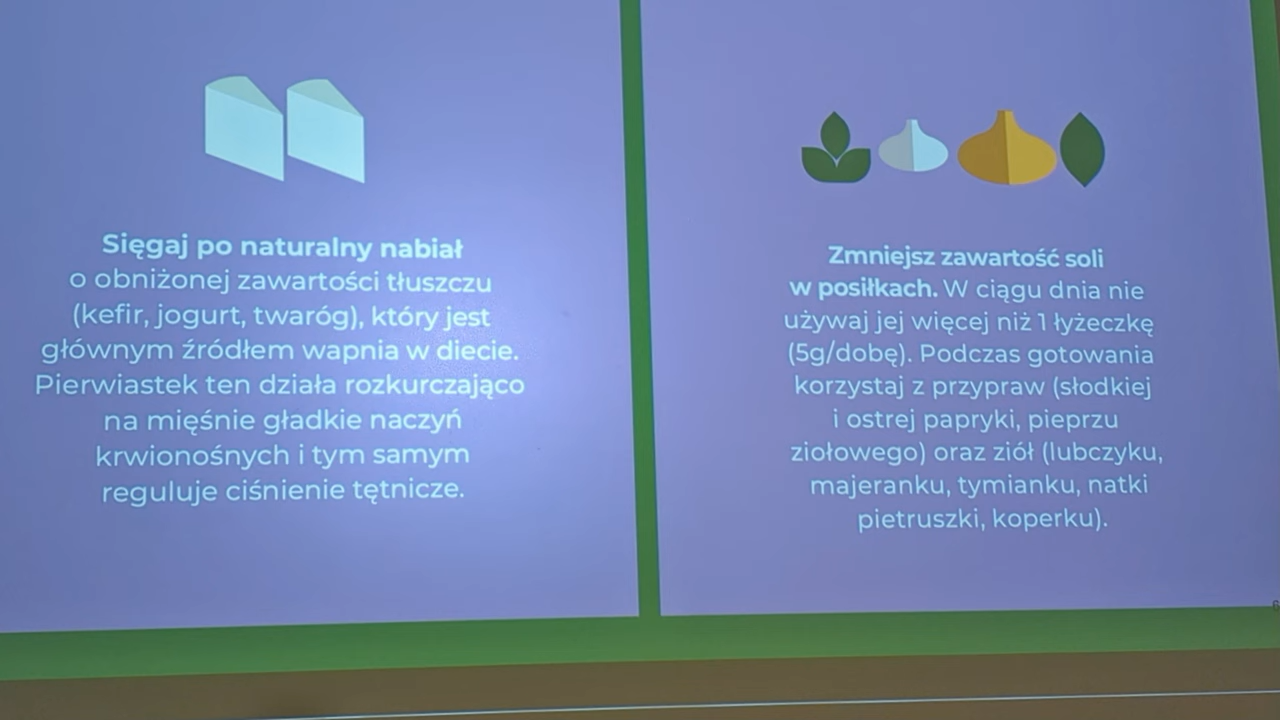 Sięgaj po naturalny nabiał
o obniżonej zawartości tłuszczu
(kefir, jogurt, twaróg), który jest
głównym źródłem wapnia w diecie.
Pierwiastek ten działa rozkurczająco
na mięśnie gładkie naczyń
krwionośnych i tym samym
reguluje ciśnienie tętnicze.
Zmniejsz zawartość soli
w posiłkach. W ciągu dnia nie
używaj jej więcej niż 1 łyżeczkę
(5g/dobę). Podczas gotowania
korzystaj z przypraw (słodkiej
i ostrej papryki, pieprzu
ziołowego) oraz ziół (lubczyku,
majeranku, tymianku, natki
pietruszki, koperku).